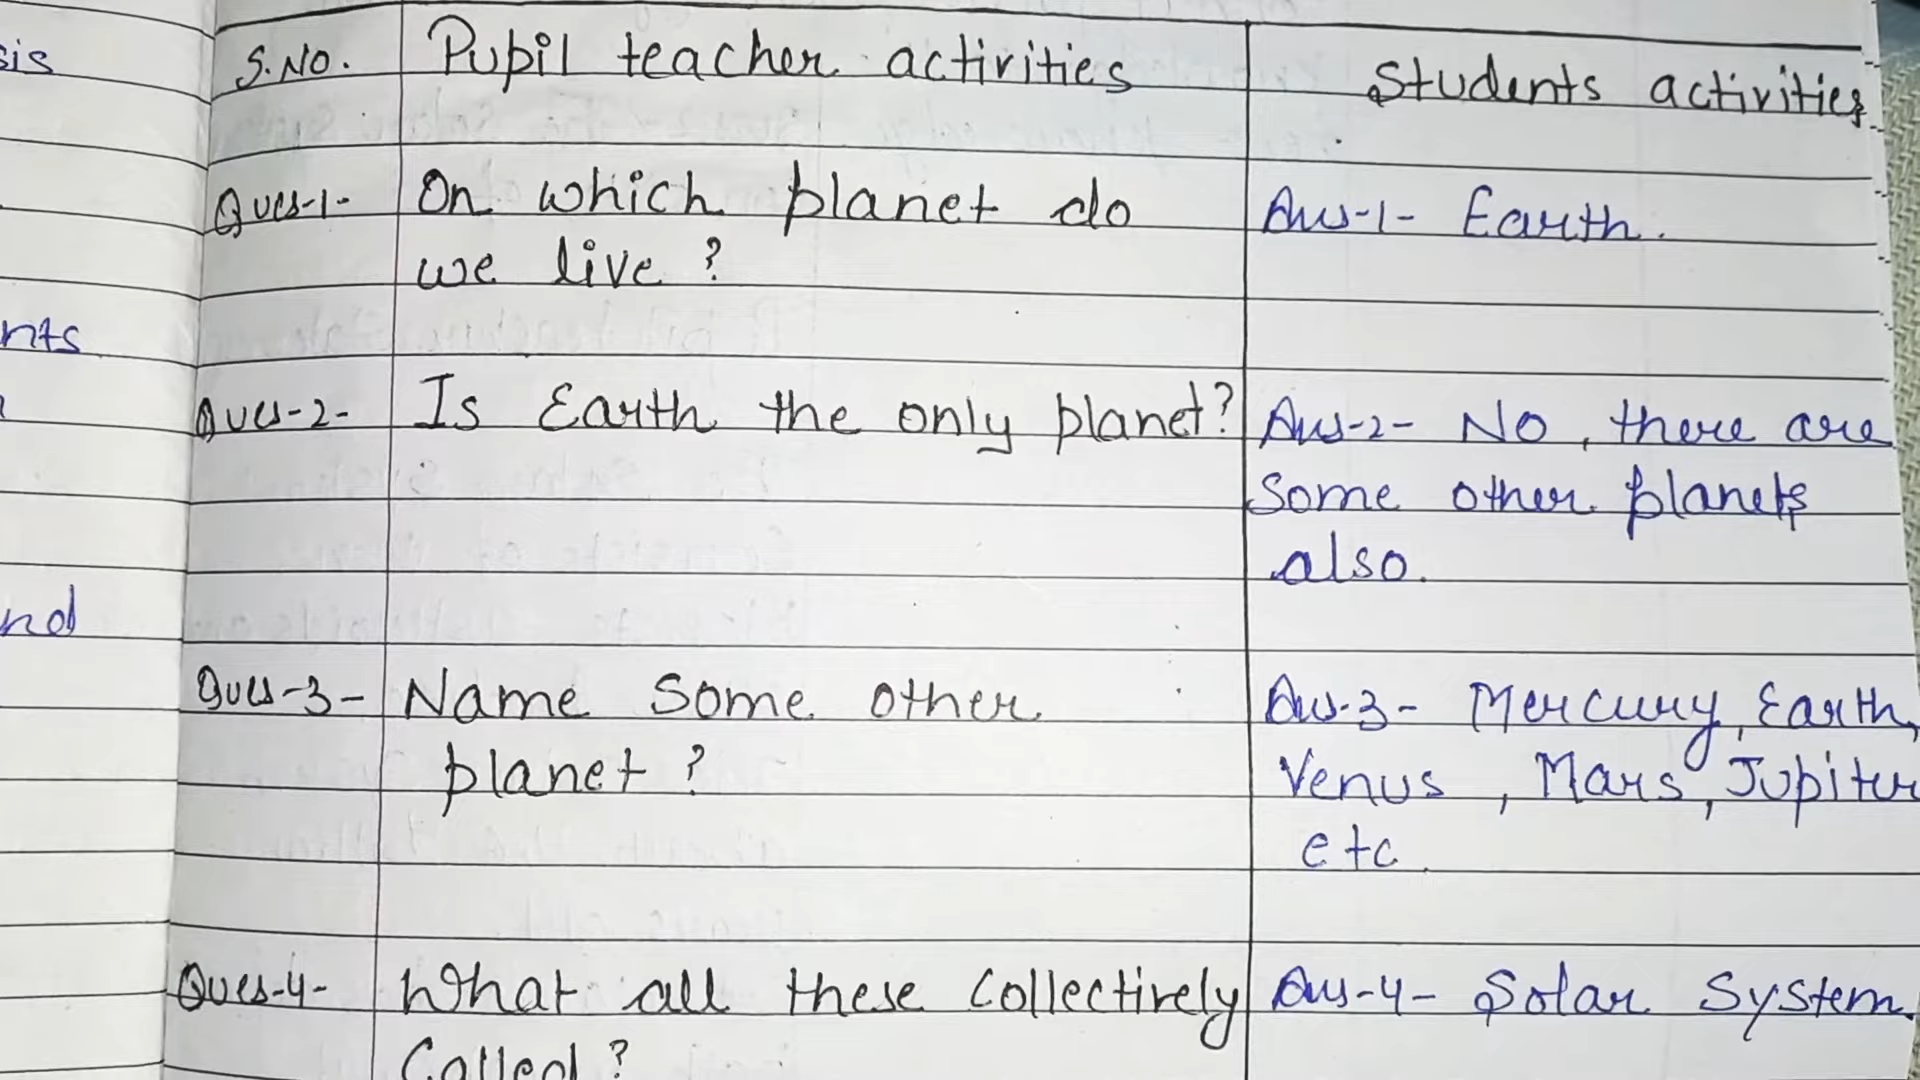 sis
nts
nd
S.No. Pupil teacher activities Students activities
Ques-1- On which planet do Ans-1- Earth.
we live ?
Ques-2- Is Earth the only planet? Ans-2- No, there are
some other planets
also.
Ques-3- Name some other Ans-3- Mercury, Earth,
planet ? Venus, Mars, Jupiter
etc.
Ques-4- What all these collectively Ans-4- Solar System.
Called ?